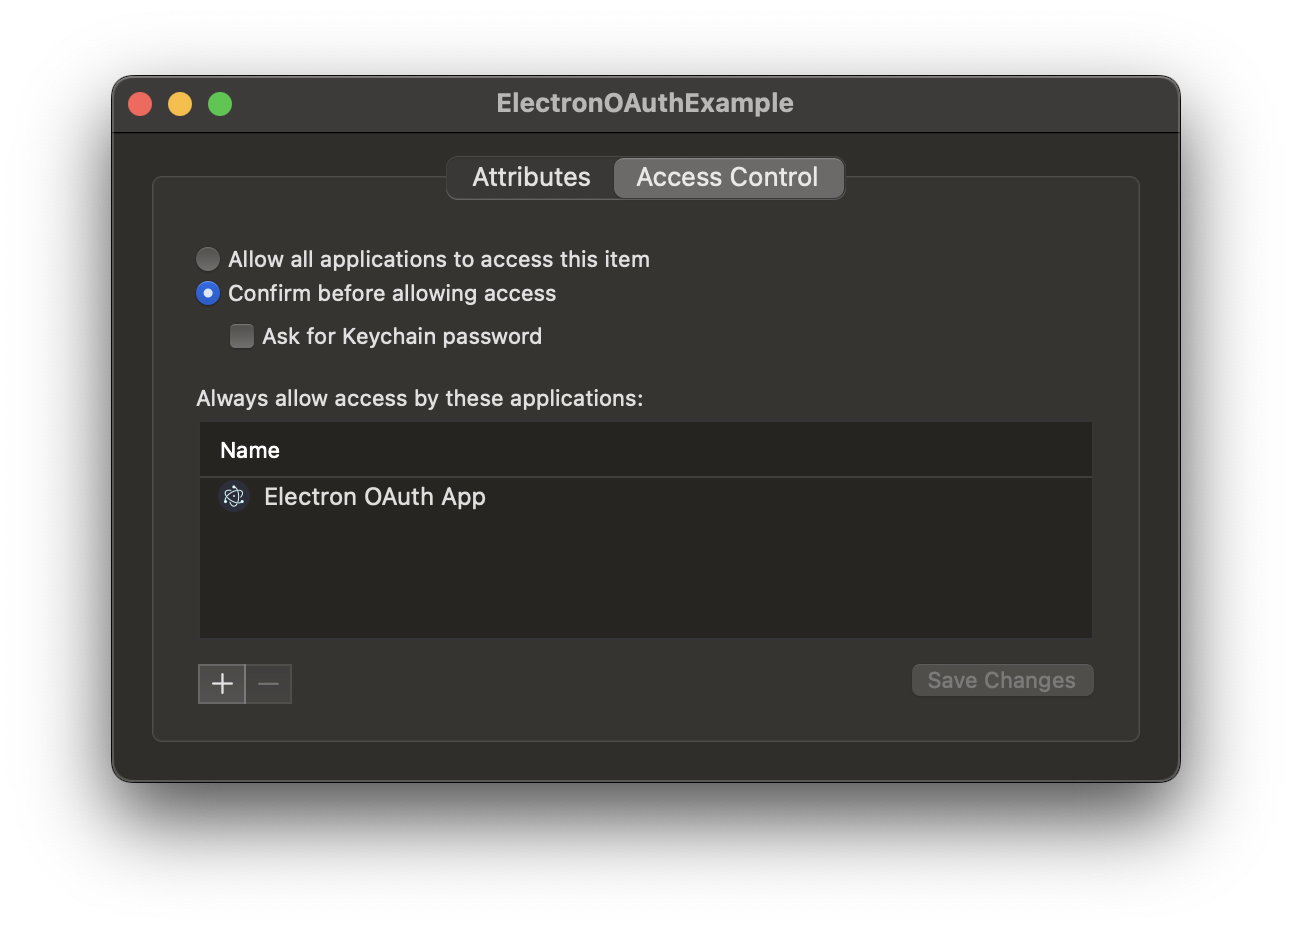 ElectronOAuthExample
Attributes
Access Control
Allow all applications to access this item
Confirm before allowing access
Ask for Keychain password
Always allow access by these applications:
Name
Electron OAuth App
Save Changes